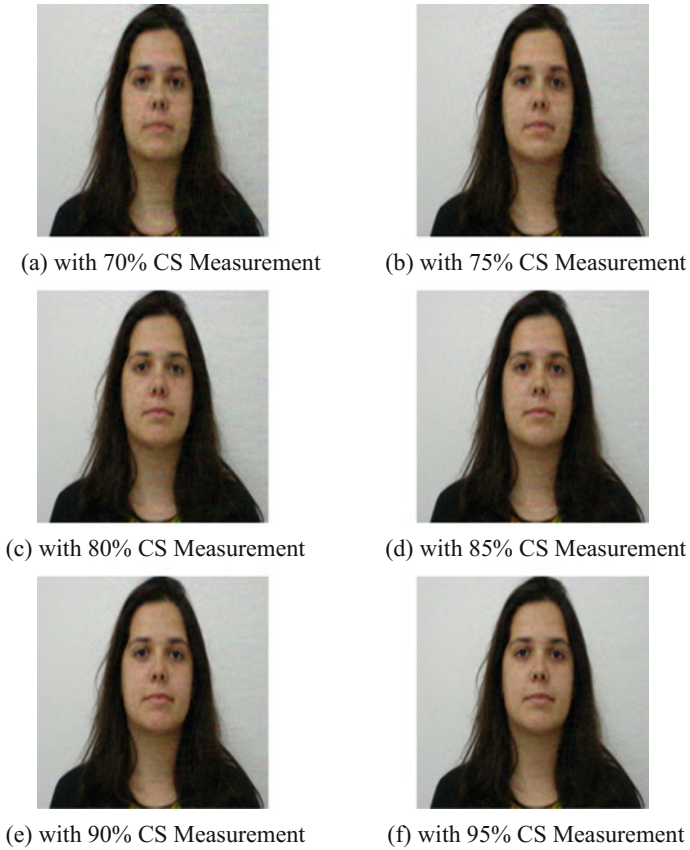 (a) with 70% CS Measurement
(b) with 75% CS Measurement
(c) with 80% CS Measurement
(d) with 85% CS Measurement
(e) with 90% CS Measurement
(f) with 95% CS Measurement